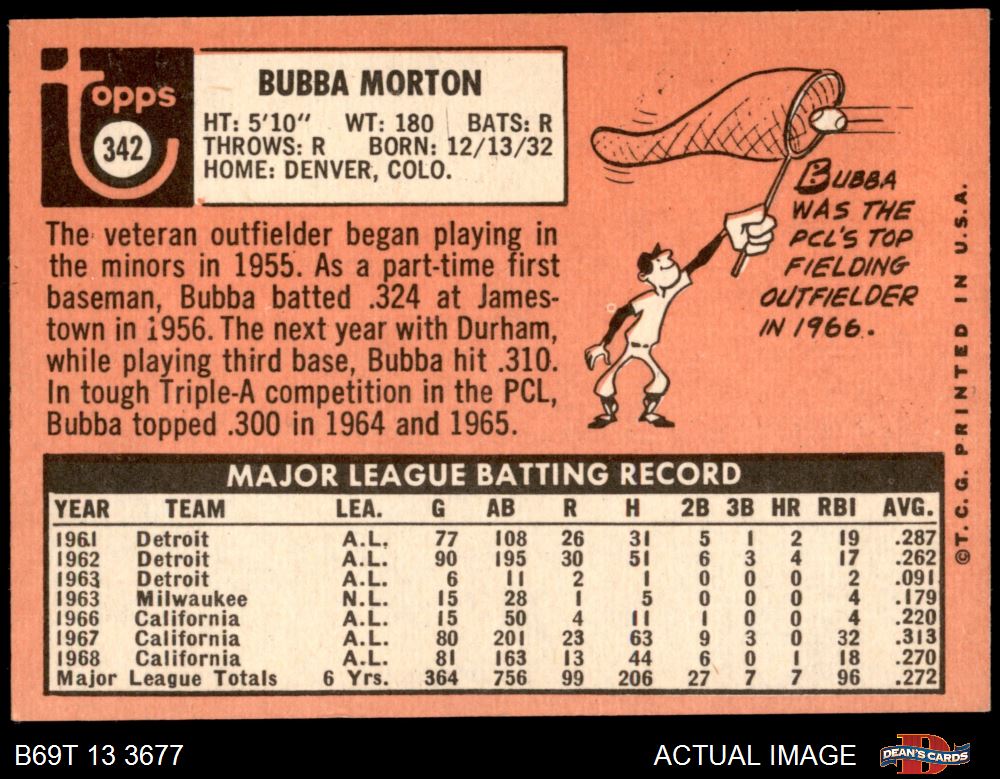 Topps
342
BUBBA MORTON
HT: 5'10" WT: 180 BATS: R
THROWS: R BORN: 12/13/32
HOME: DENVER, COLO.
The veteran outfielder began playing in
the minors in 1955. As a part-time first
baseman, Bubba batted .324 at James-
town in 1956. The next year with Durham,
while playing third base, Bubba hit .310.
In tough Triple-A competition in the PCL,
Bubba topped .300 in 1964 and 1965.
BUBBA
WAS THE
PCL'S TOP
FIELDING
OUTFIELDER
IN 1966.
©T.C.G. PRINTED IN U.S.A.
MAJOR LEAGUE BATTING RECORD
YEAR TEAM LEA. G AB R H 2B 3B HR RBI AVG.
1961 Detroit A.L. 77 108 26 31 5 1 2 19 .287
1962 Detroit A.L. 90 195 30 51 6 3 4 17 .262
1963 Detroit A.L. 6 11 2 1 0 0 0 2 .091
1963 Milwaukee N.L. 15 28 1 5 0 0 0 4 .179
1966 California A.L. 15 50 4 11 1 0 0 4 .220
1967 California A.L. 80 201 23 63 9 3 0 32 .313
1968 California A.L. 81 163 13 44 6 0 1 18 .270
Major League Totals 6 Yrs. 364 756 99 206 27 7 7 96 .272
B69T 13 3677
ACTUAL IMAGE
DEAN'S CARDS